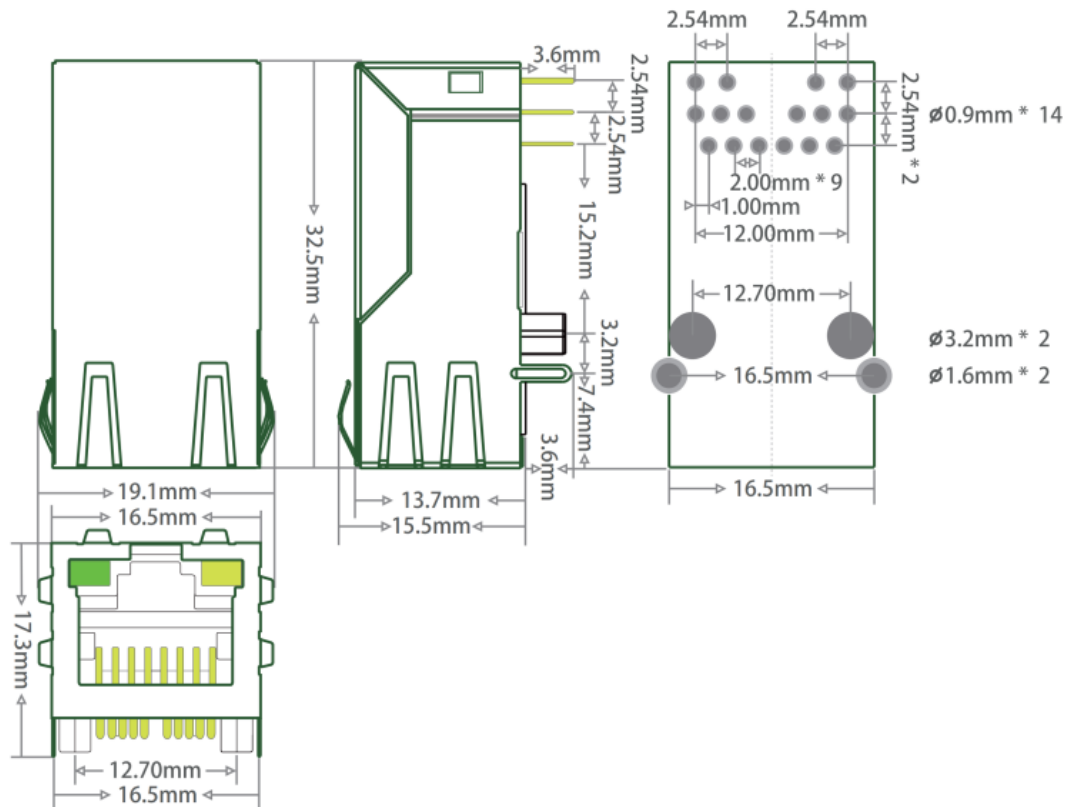 2.54mm
2.54mm
3.6mm
2.54mm
2.54mm
2.54mm * 2
ø0.9mm * 14
2.00mm * 9
1.00mm
12.00mm
32.5mm
15.2mm
12.70mm
3.2mm
ø3.2mm * 2
16.5mm
ø1.6mm * 2
7.4mm
3.6mm
19.1mm
13.7mm
16.5mm
16.5mm
15.5mm
17.3mm
12.70mm
16.5mm